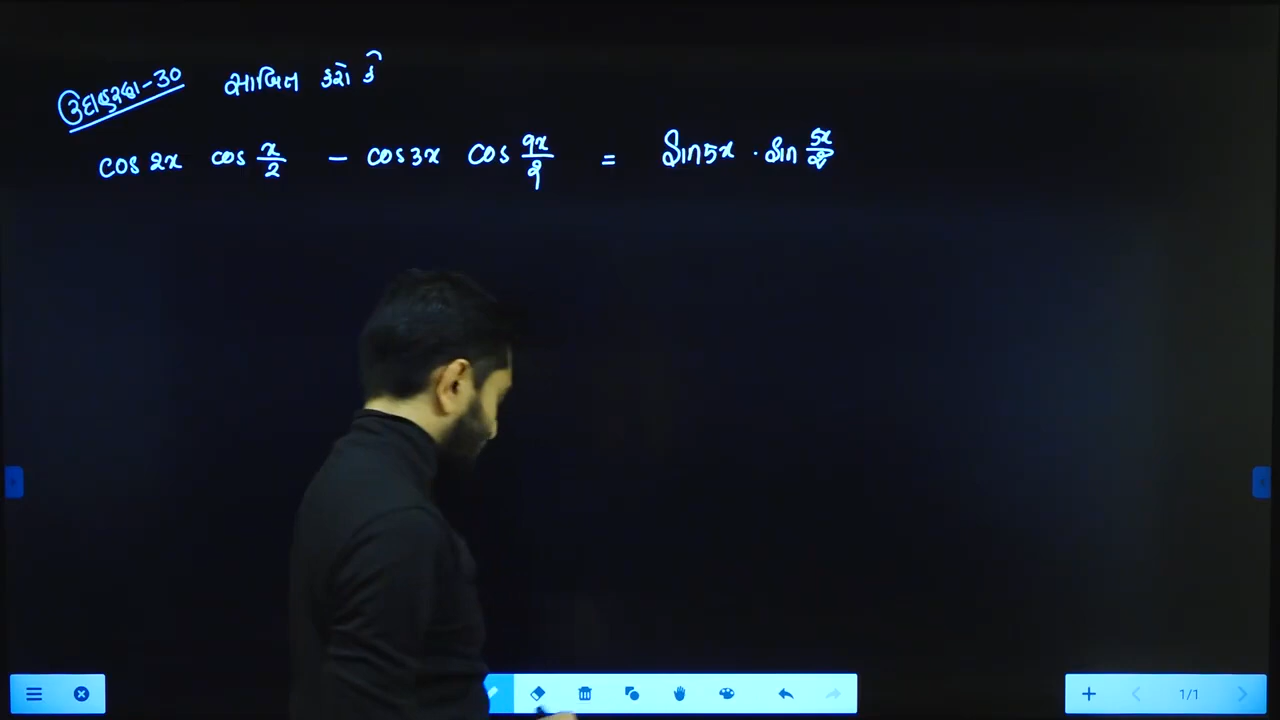 ઉદાહરણ-30 સાબિત કરો કે
cos 2x cos x/2 - cos 3x cos 9x/2 = sin 5x · sin 5x/2
1/1